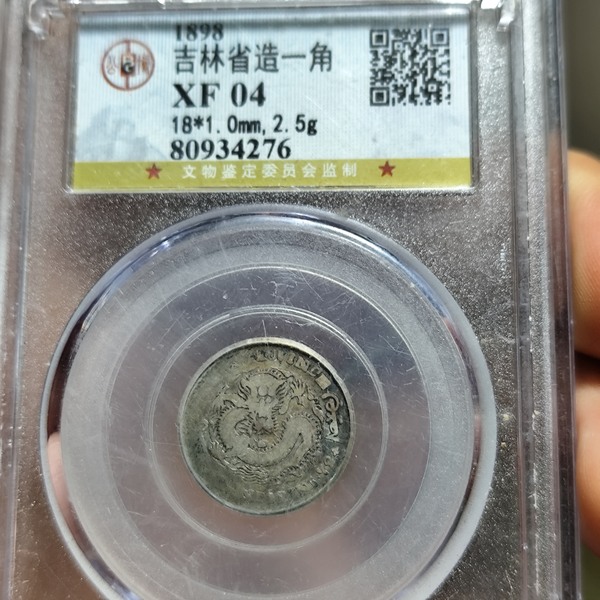 1898
吉林省造一角
XF 04
18*1.0mm,2.5g
80934276
★ 文物鉴定委员会监制 ★